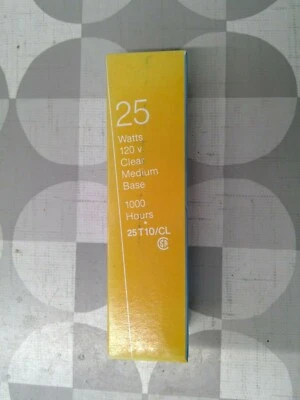 25
Watts
120 v
Clear
Medium
Base
1000
Hours
25T10/CL